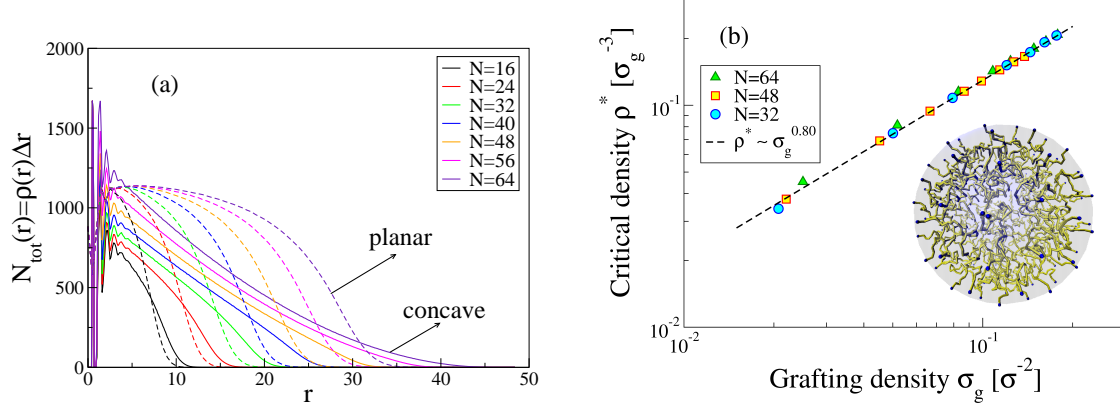 (a)
N_tot(r)=ρ(r)Δr
2000
1500
1000
500
0
0 10 20 30 40 50
r
N=16
N=24
N=32
N=40
N=48
N=56
N=64
planar
concave
(b)
Critical density ρ* [σ_g^-3]
10^-1
10^-2
10^-2 10^-1
Grafting density σ_g [σ^-2]
N=64
N=48
N=32
ρ* ~ σ_g^0.80